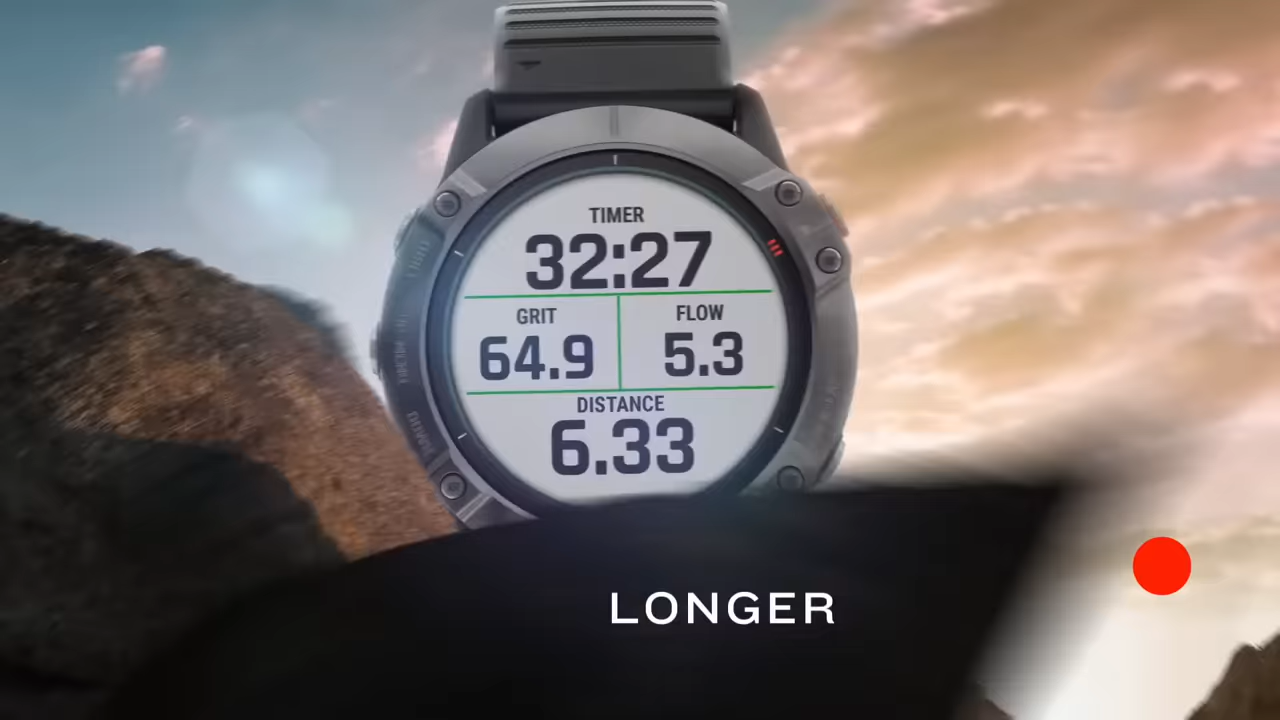 TIMER
32:27
GRIT FLOW
64.9 5.3
DISTANCE
6.33
LONGER